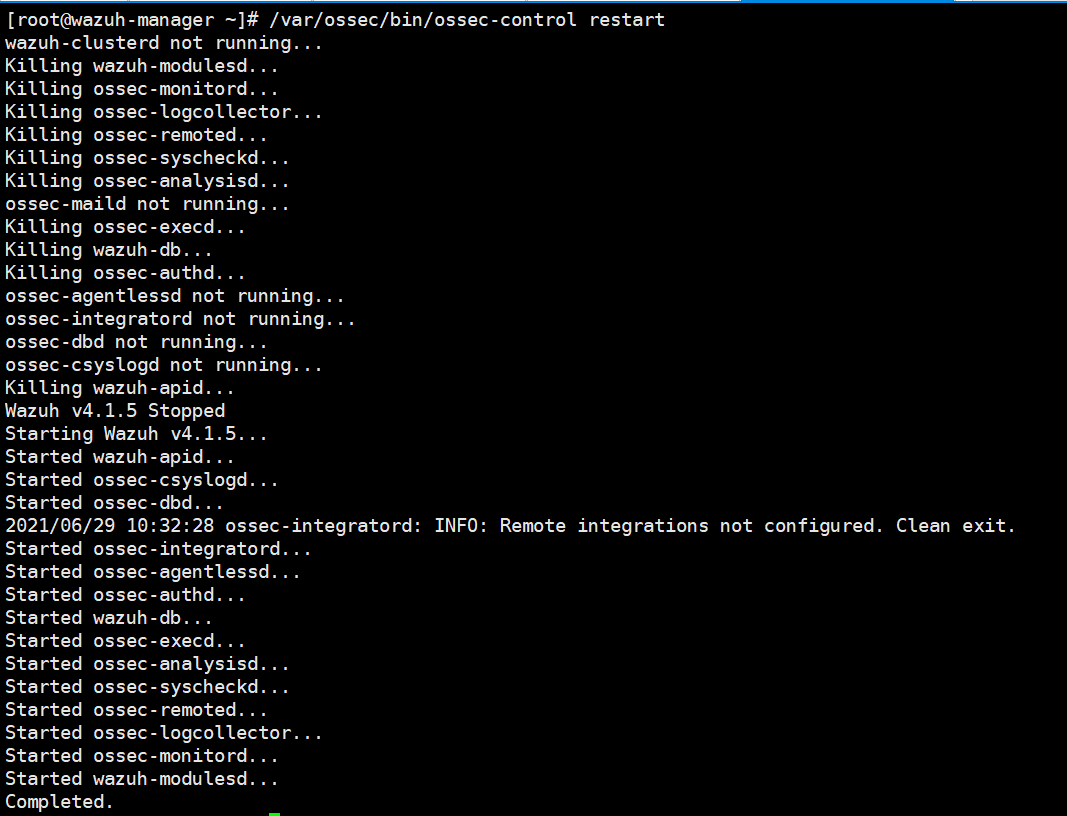 [root@wazuh-manager ~]# /var/ossec/bin/ossec-control restart
wazuh-clusterd not running...
Killing wazuh-modulesd...
Killing ossec-monitord...
Killing ossec-logcollector...
Killing ossec-remoted...
Killing ossec-syscheckd...
Killing ossec-analysisd...
ossec-maild not running...
Killing ossec-execd...
Killing wazuh-db...
Killing ossec-authd...
ossec-agentlessd not running...
ossec-integratord not running...
ossec-dbd not running...
ossec-csyslogd not running...
Killing wazuh-apid...
Wazuh v4.1.5 Stopped
Starting Wazuh v4.1.5...
Started wazuh-apid...
Started ossec-csyslogd...
Started ossec-dbd...
2021/06/29 10:32:28 ossec-integratord: INFO: Remote integrations not configured. Clean exit.
Started ossec-integratord...
Started ossec-agentlessd...
Started ossec-authd...
Started wazuh-db...
Started ossec-execd...
Started ossec-analysisd...
Started ossec-syscheckd...
Started ossec-remoted...
Started ossec-logcollector...
Started ossec-monitord...
Started wazuh-modulesd...
Completed.